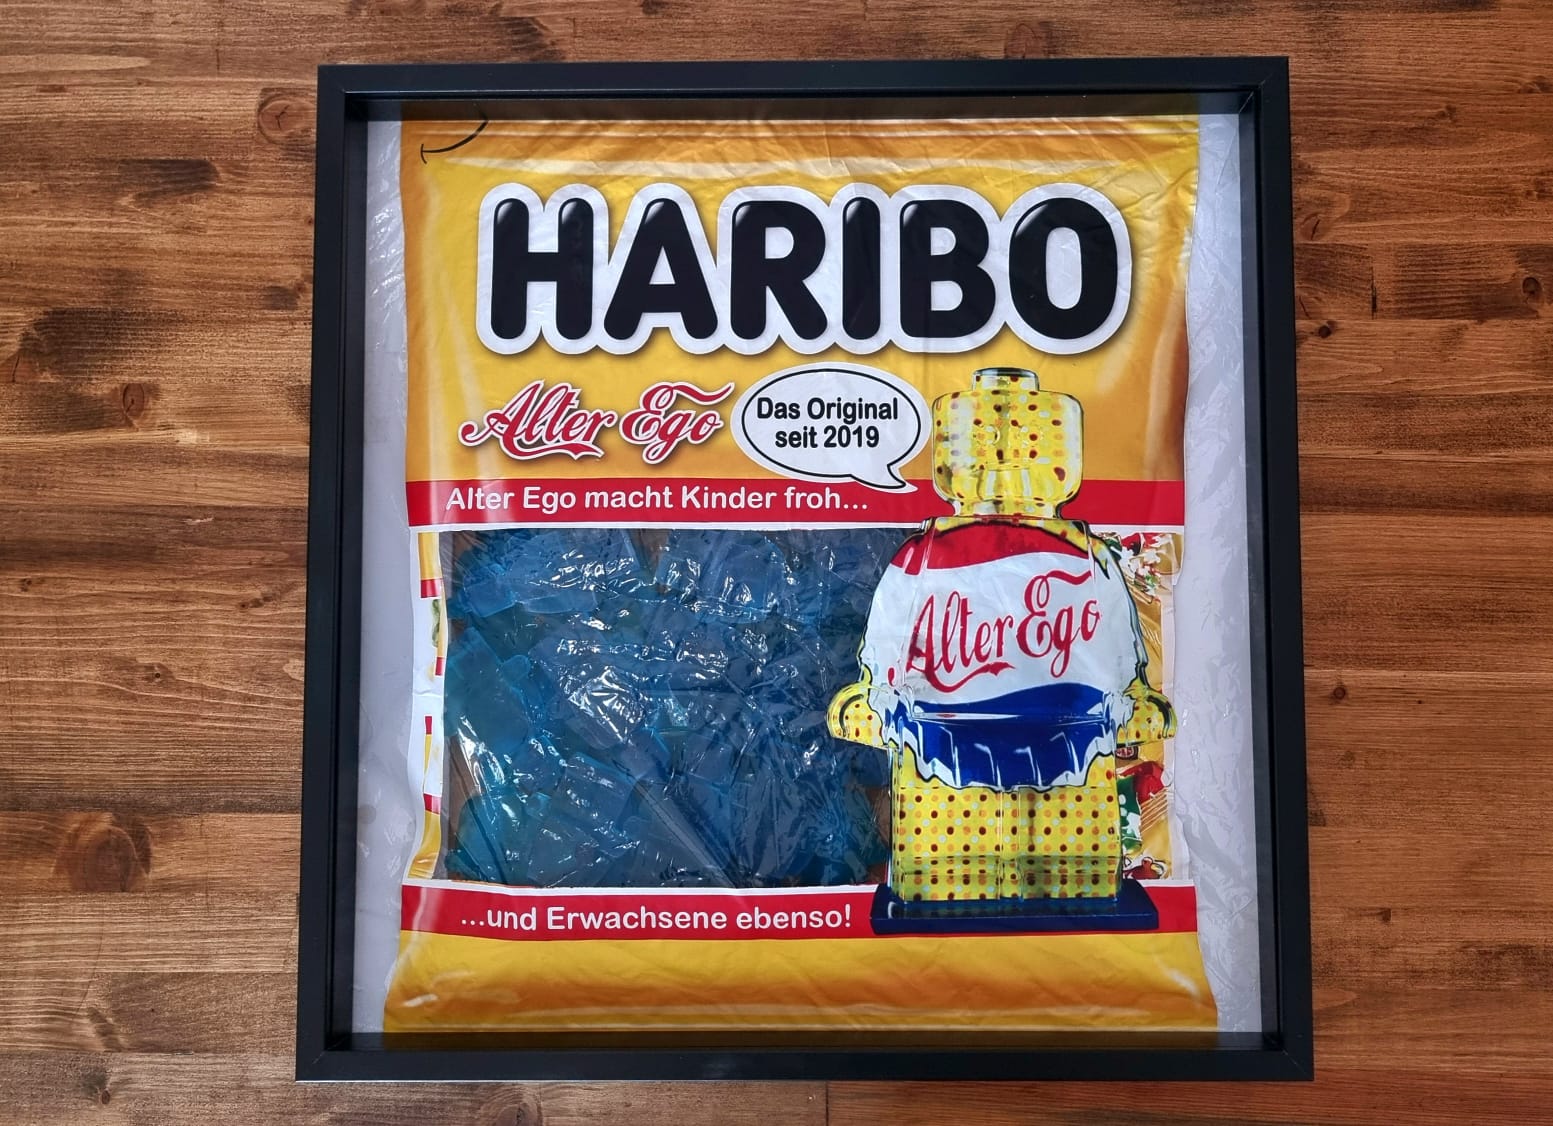 HARIBO
Alter Ego
Das Original
seit 2019
Alter Ego macht Kinder froh...
Alter Ego
...und Erwachsene ebenso!